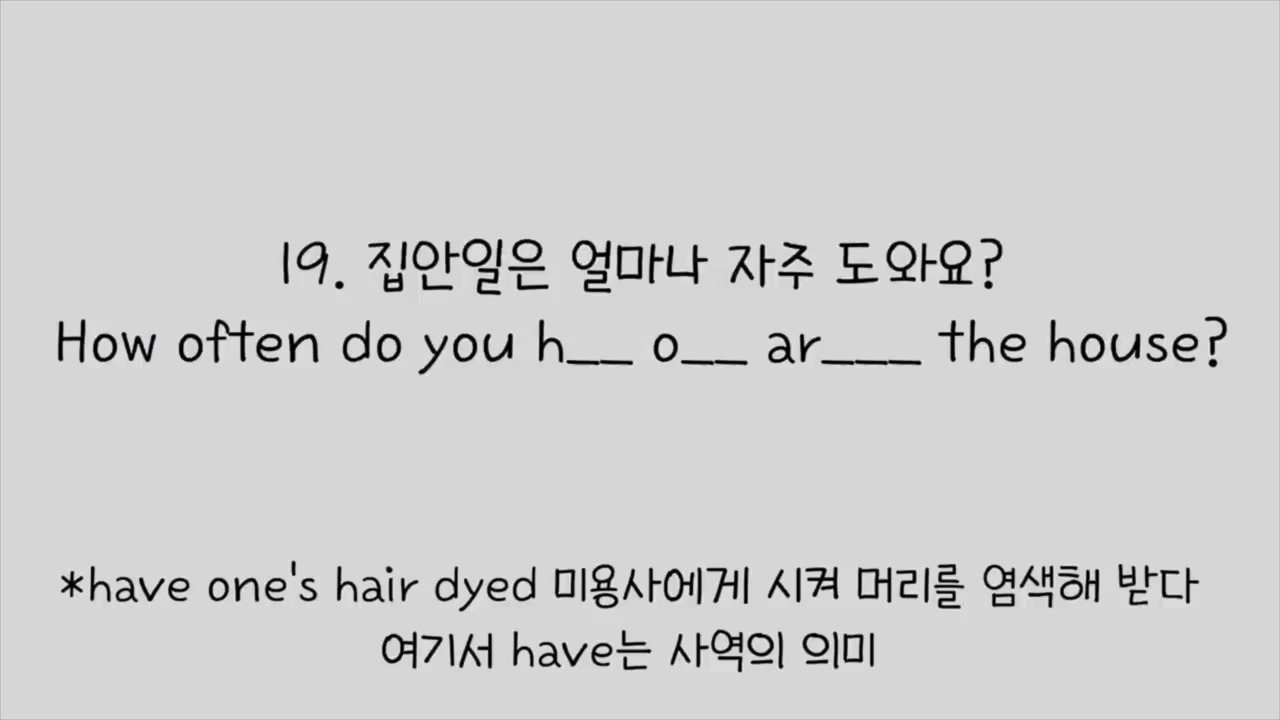 19. 집안일은 얼마나 자주 도와요?
How often do you h__ o__ ar___ the house?
*have one's hair dyed 미용사에게 시켜 머리를 염색해 받다
여기서 have는 사역의 의미